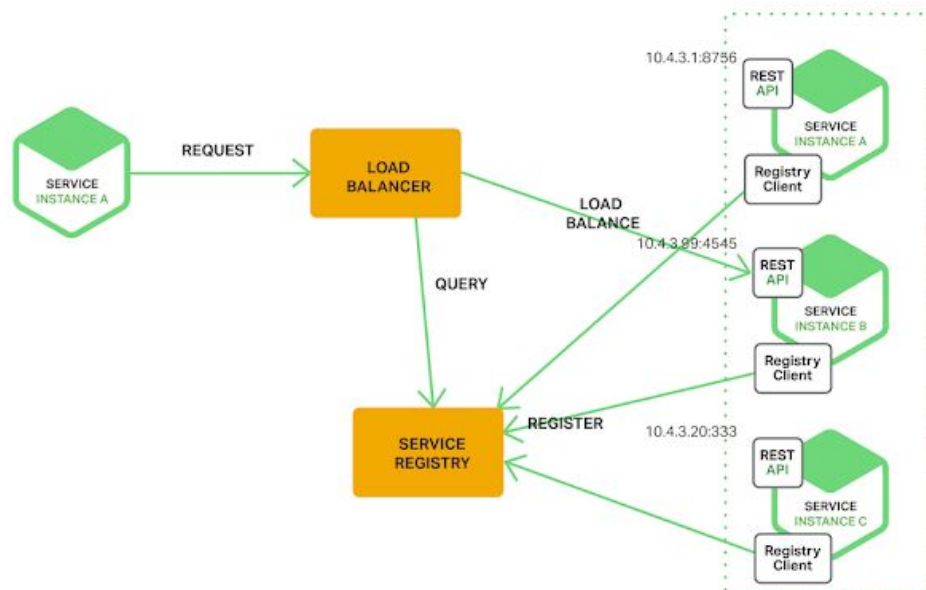 SERVICE
INSTANCE A
REQUEST
LOAD
BALANCER
QUERY
SERVICE
REGISTRY
LOAD
BALANCE
REGISTER
10.4.3.1:8756
REST
API
SERVICE
INSTANCE A
Registry
Client
10.4.3.99:4545
REST
API
SERVICE
INSTANCE B
Registry
Client
10.4.3.20:333
REST
API
SERVICE
INSTANCE C
Registry
Client